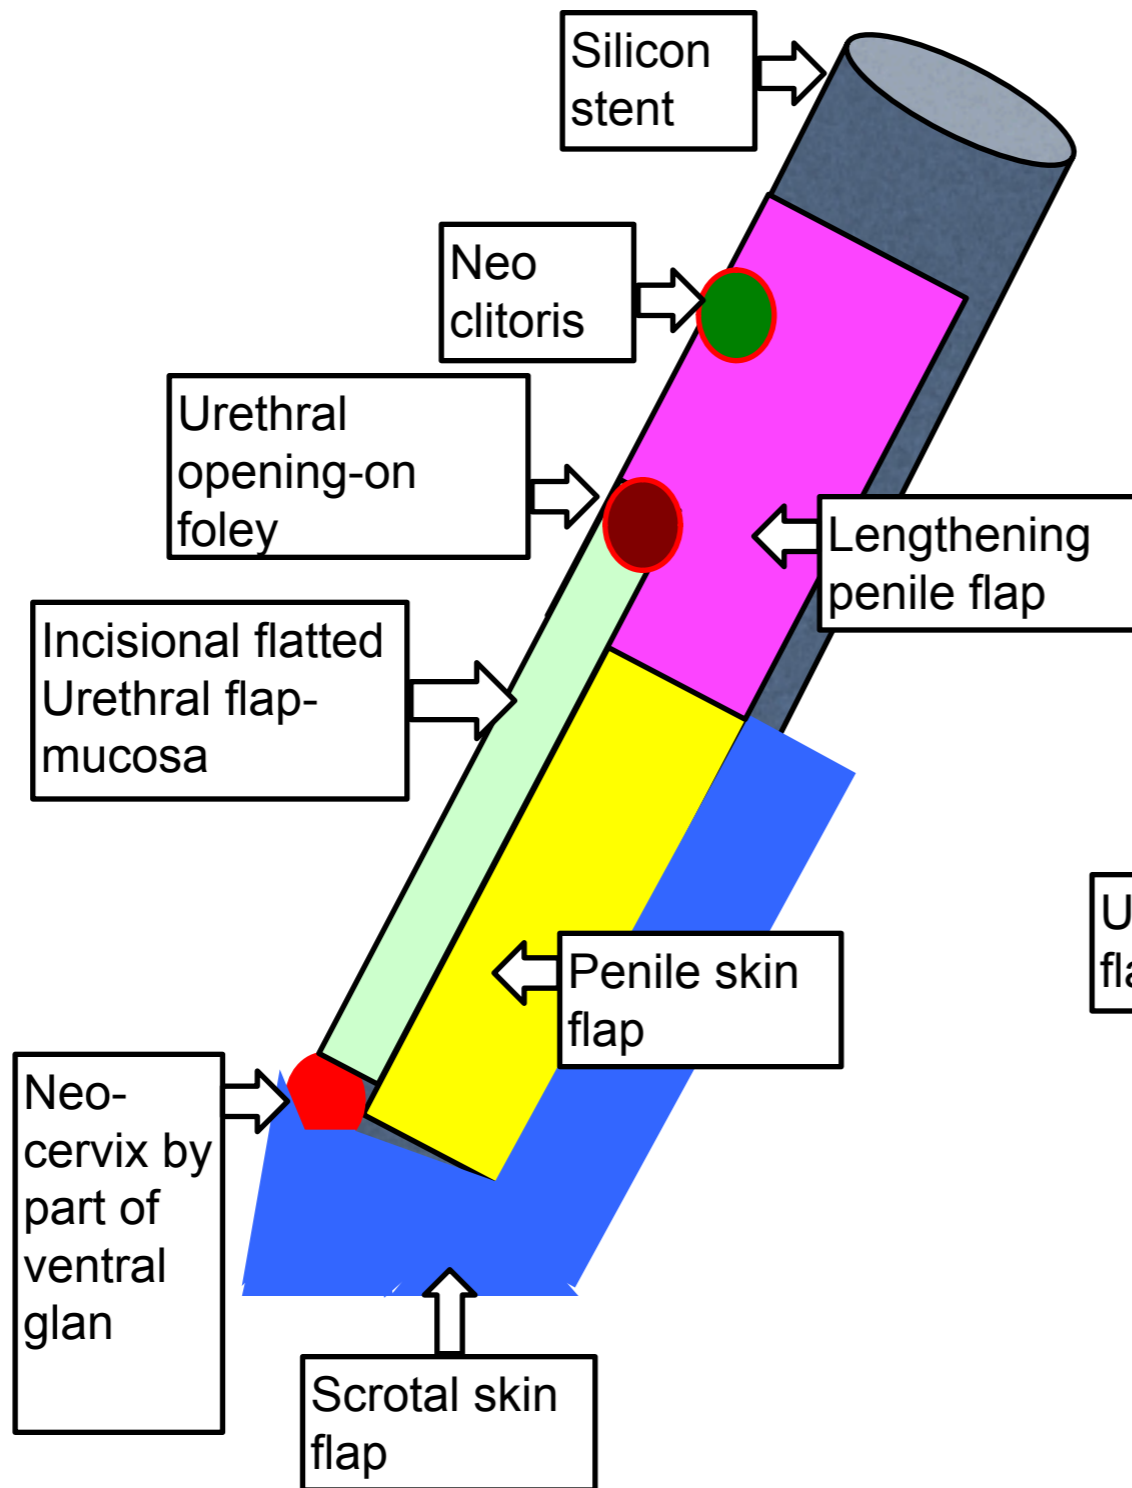 Silicon
stent
Neo
clitoris
Urethral
opening-on
foley
Lengthening
penile flap
Incisional flatted
Urethral flap-
mucosa
Penile skin
flap
Neo-
cervix by
part of
ventral
glan
Scrotal skin
flap